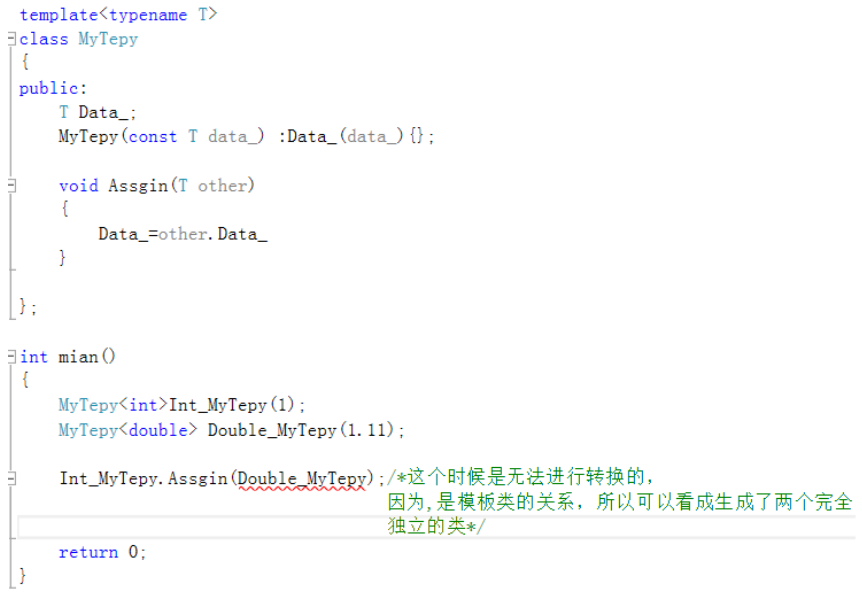 template<typename T>
class MyTepy
{
public:
    T Data_;
    MyTepy(const T data_) :Data_(data_){};
    void Assgin(T other)
    {
        Data_=other.Data_
    }
};
int mian()
{
    MyTepy<int>Int_MyTepy(1);
    MyTepy<double> Double_MyTepy(1.11);
    Int_MyTepy.Assgin(Double_MyTepy);/*这个时候是无法进行转换的，
因为,是模板类的关系，所以可以看成生成了两个完全
独立的类*/
    return 0;
}